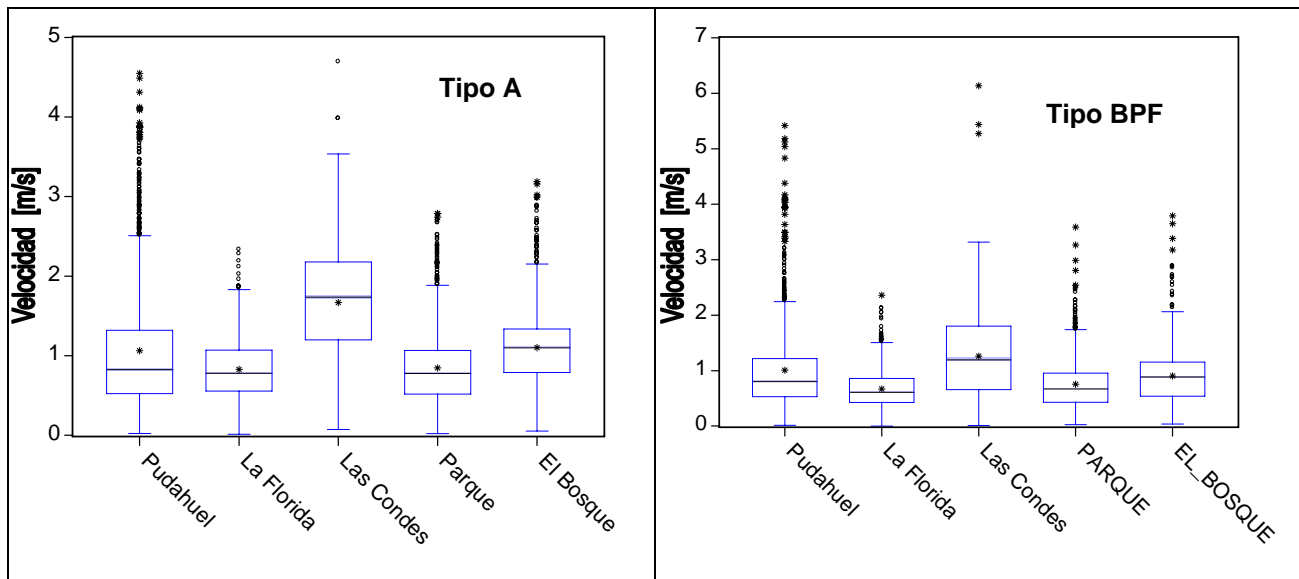 5
4
3
2
1
0
Velocidad [m/s]
Tipo A
Pudahuel
La Florida
Las Condes
Parque
El Bosque
7
6
5
4
3
2
1
0
Velocidad [m/s]
Tipo BPF
Pudahuel
La Florida
Las Condes
PARQUE
EL_BOSQUE